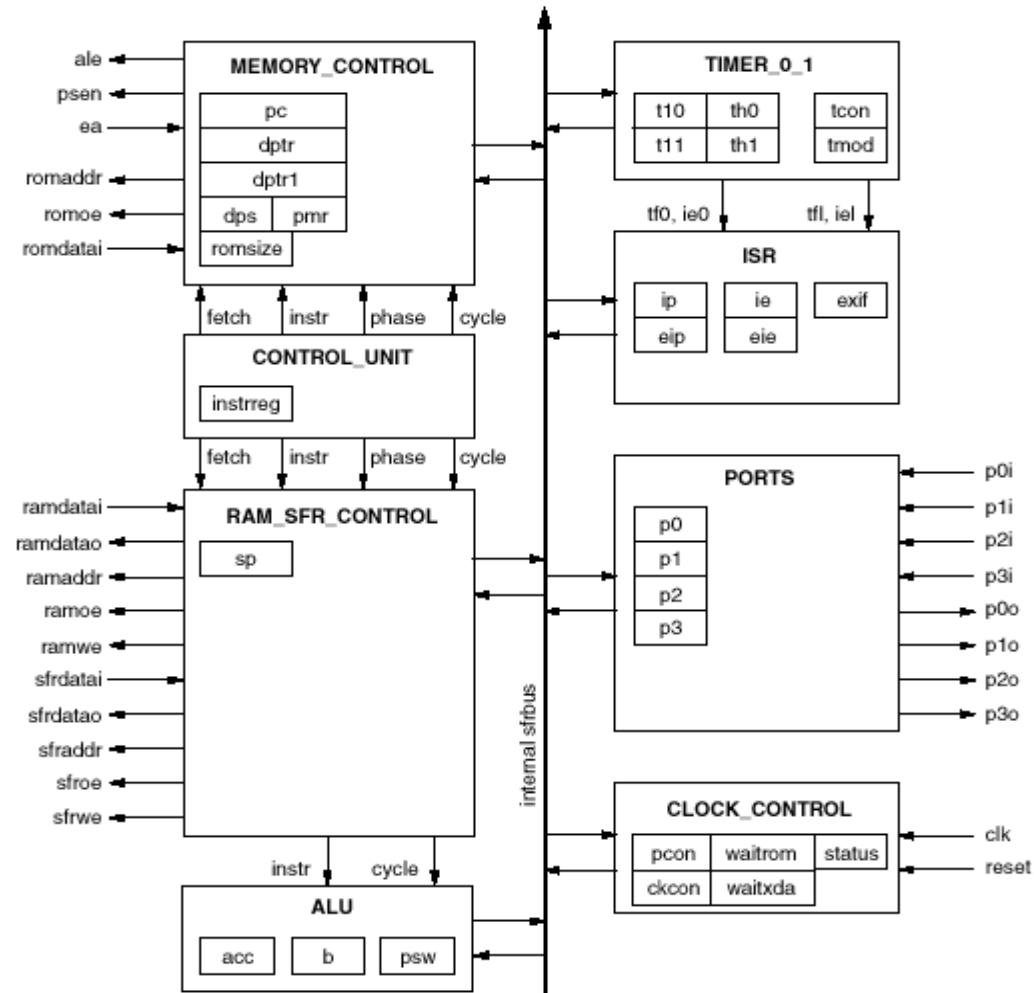 ale
psen
ea
romaddr
romoe
romdatai
MEMORY_CONTROL
pc
dptr
dptr1
dps pmr
romsize
fetch instr phase cycle
CONTROL_UNIT
instrreg
fetch instr phase cycle
ramdatai
ramdatao
ramaddr
ramoe
ramwe
sfrdatai
sfrdatao
sfraddr
sfroe
sfrwe
RAM_SFR_CONTROL
sp
instr cycle
ALU
acc b psw
internal sfrbus
TIMER_0_1
t10 th0 tcon
t11 th1 tmod
tf0, ie0 tfl, iel
ISR
ip ie exif
eip eie
PORTS
p0
p1
p2
p3
p0i
p1i
p2i
p3i
p0o
p1o
p2o
p3o
CLOCK_CONTROL
pcon waitrom status
ckcon waitxda
clk
reset